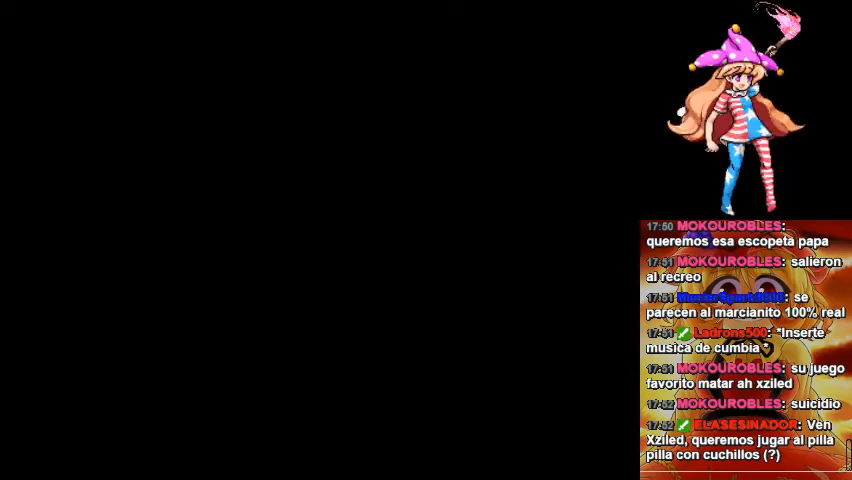 17:50 MOKOUROBLES:
queremos esa escopeta papa
17:51 MOKOUROBLES: salieron
al recreo
17:51 MasterSpark9000: se
parecen al marcianito 100% real
17:51 Ladrons500: *Inserte
musica de cumbia *
17:51 MOKOUROBLES: su juego
favorito matar ah xziled
17:52 MOKOUROBLES: suicidio
17:52 ELASESINADOR: Ven
Xziled, queremos jugar al pilla
pilla con cuchillos (?)